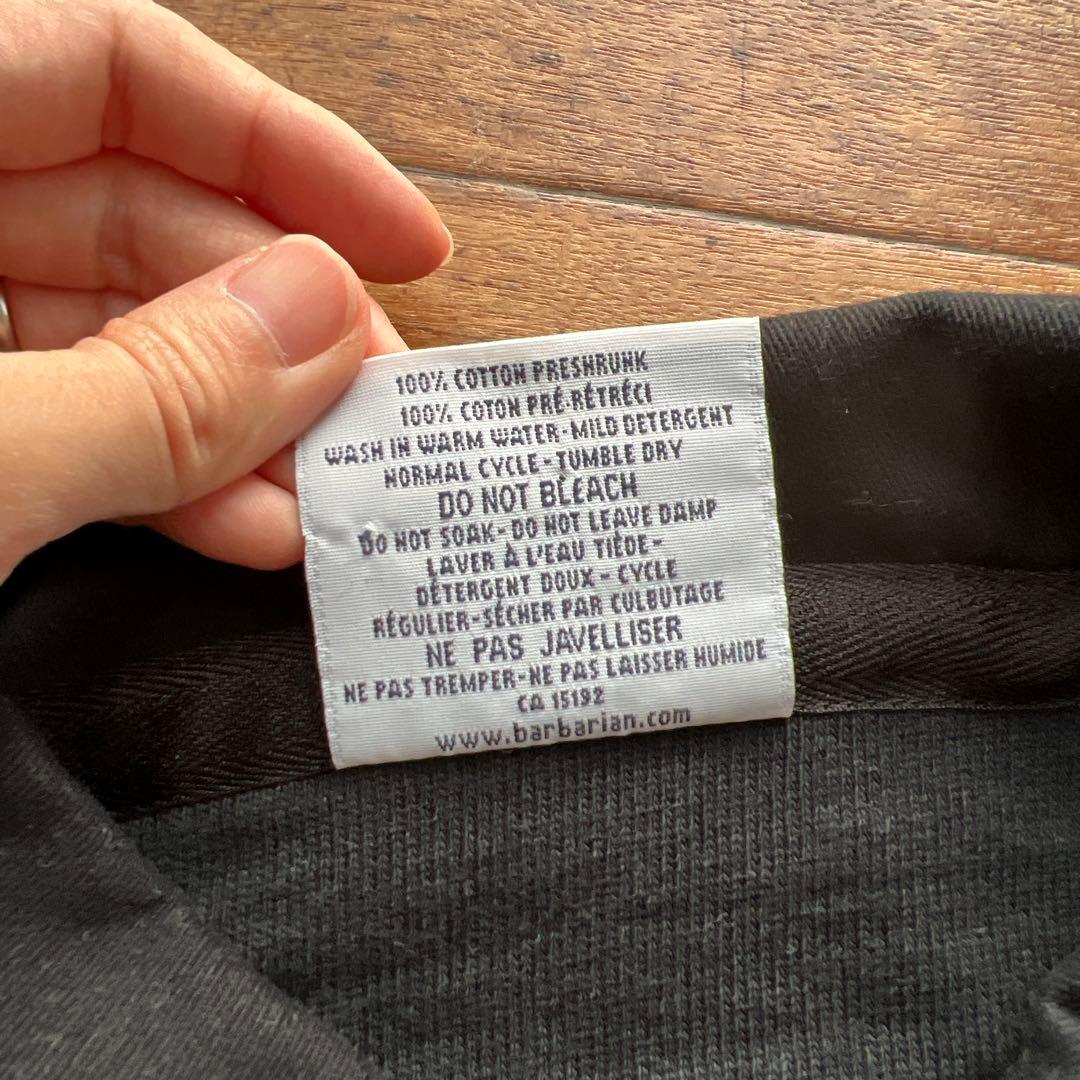 100% COTTON PRESHRUNK
100% COTON PRÉ-RÉTRÉCI
WASH IN WARM WATER-MILD DETERGENT
NORMAL CYCLE-TUMBLE DRY
DO NOT BLEACH
DO NOT SOAK-DO NOT LEAVE DAMP
LAVER À L'EAU TIÈDE-
DÉTERGENT DOUX-CYCLE
RÉGULIER-SÉCHER PAR CULBUTAGE
NE PAS JAVELLISER
NE PAS TREMPER-NE PAS LAISSER HUMIDE
CA 15192
www.barbarian.com